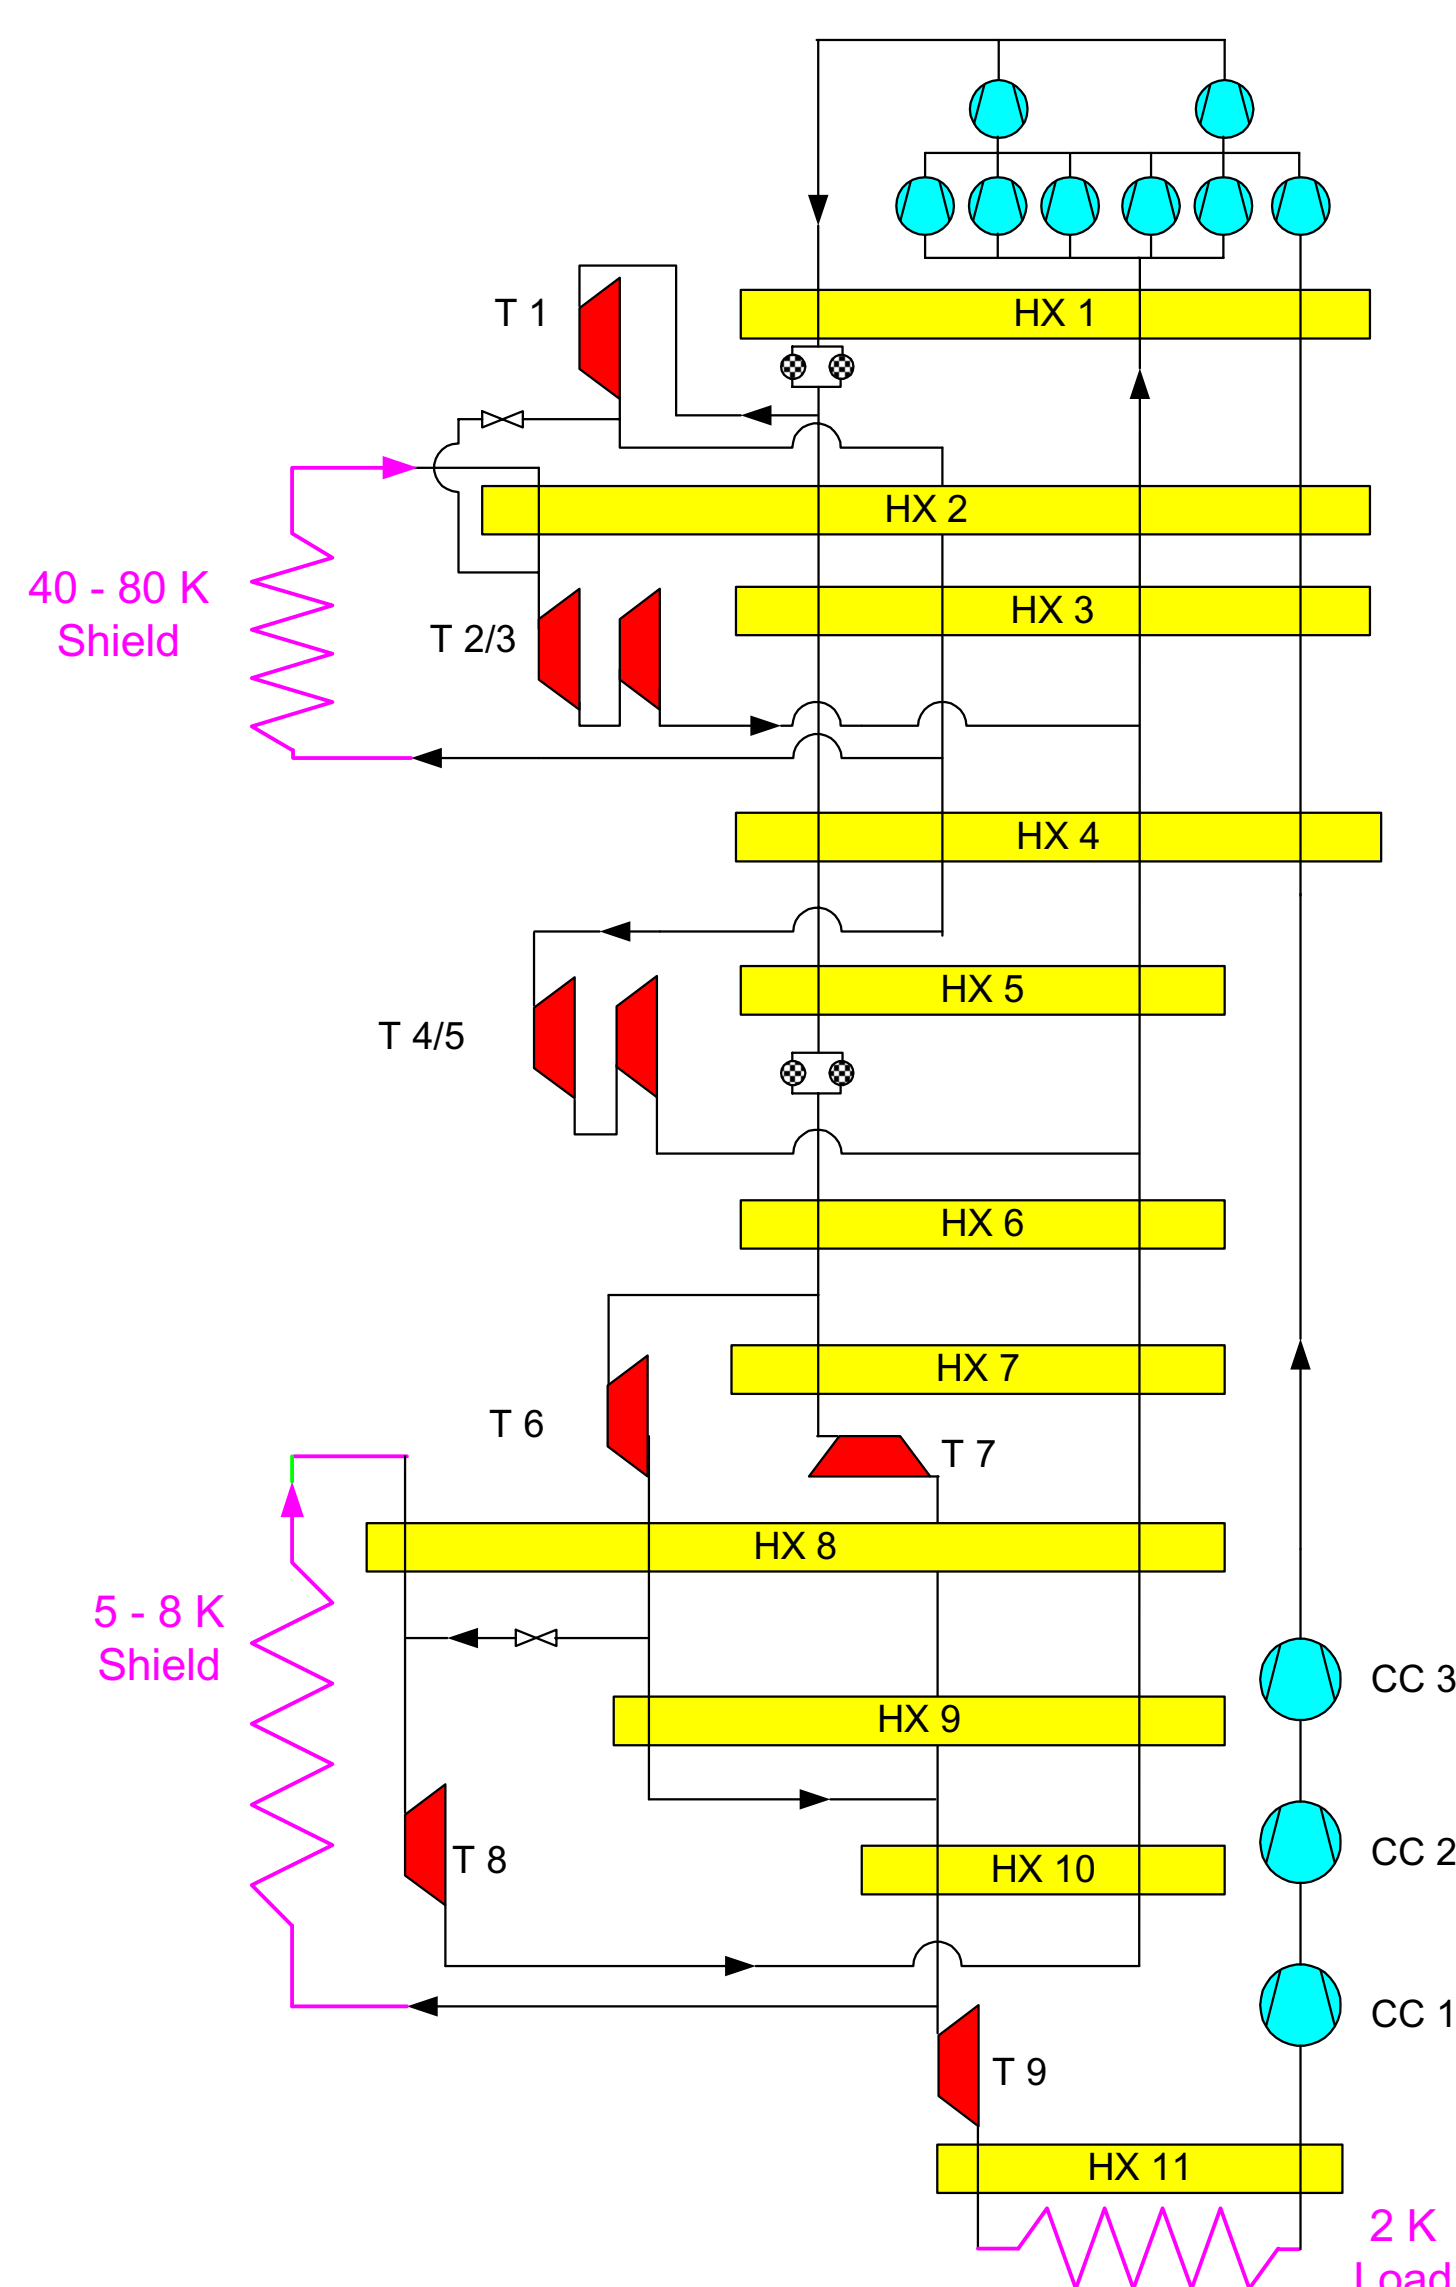 T 1
HX 1
HX 2
40 - 80 K
Shield
T 2/3
HX 3
HX 4
HX 5
T 4/5
HX 6
HX 7
T 6
T 7
HX 8
5 - 8 K
Shield
CC 3
HX 9
CC 2
T 8
HX 10
CC 1
T 9
HX 11
2 K
Load